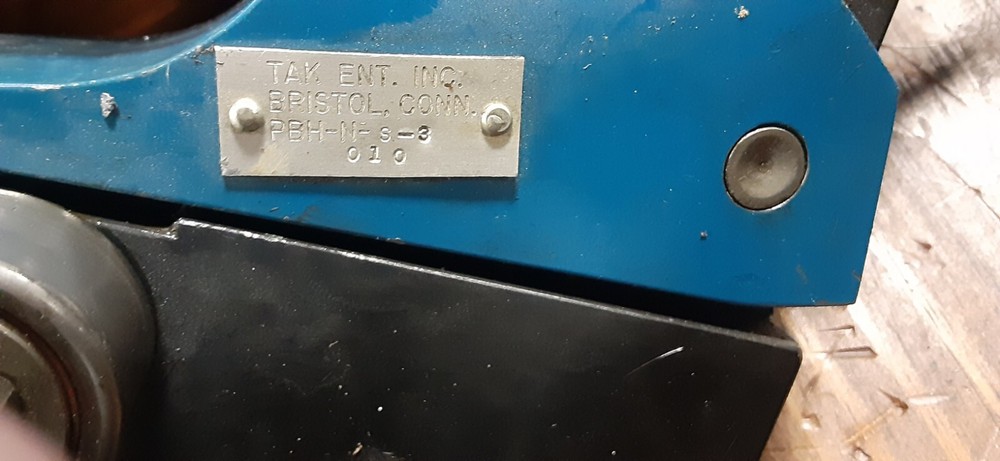 TAK ENT. INC.
BRISTOL, CONN.
PBH-N-S-3
010